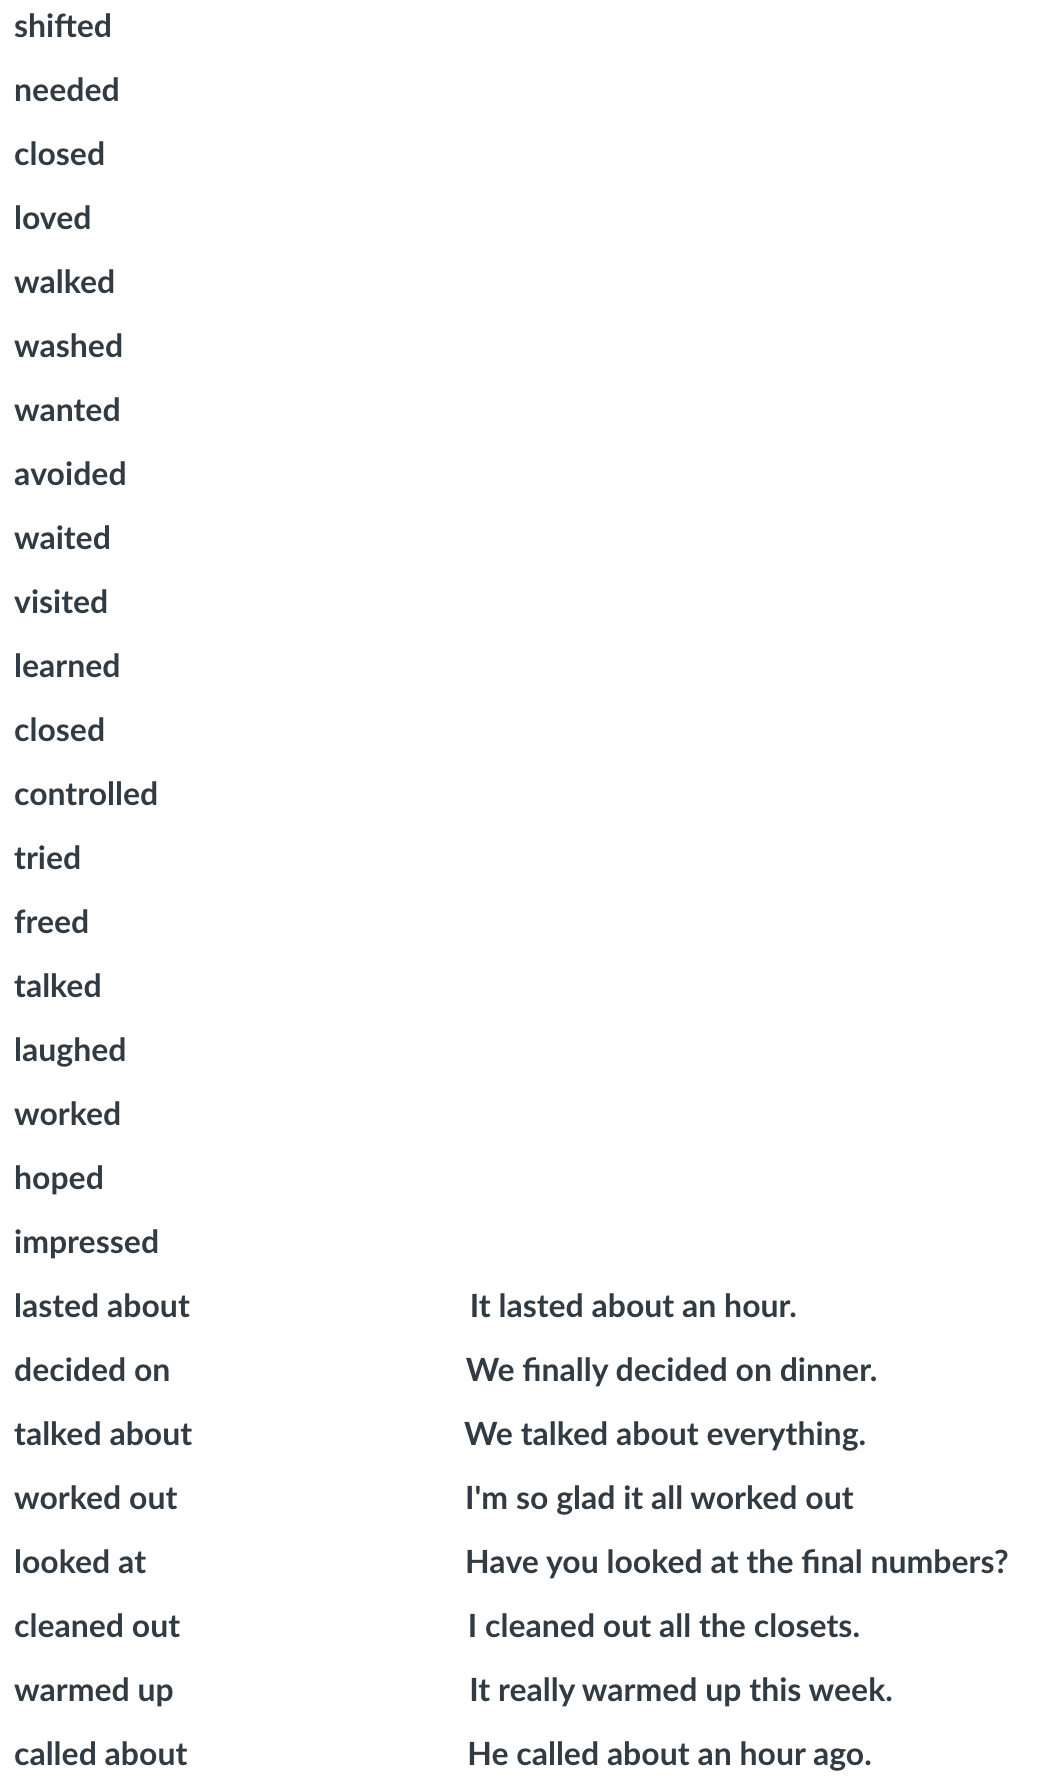 shifted
needed
closed
loved
walked
washed
wanted
avoided
waited
visited
learned
closed
controlled
tried
freed
talked
laughed
worked
hoped
impressed
lasted about It lasted about an hour.
decided on We finally decided on dinner.
talked about We talked about everything.
worked out I'm so glad it all worked out
looked at Have you looked at the final numbers?
cleaned out I cleaned out all the closets.
warmed up It really warmed up this week.
called about He called about an hour ago.